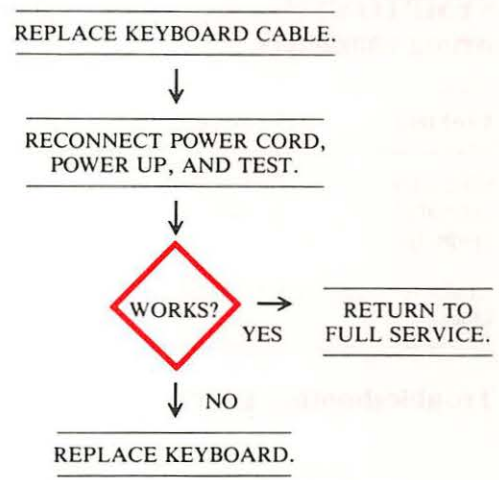 REPLACE KEYBOARD CABLE.
RECONNECT POWER CORD,
POWER UP, AND TEST.
WORKS?
YES
RETURN TO
FULL SERVICE.
NO
REPLACE KEYBOARD.